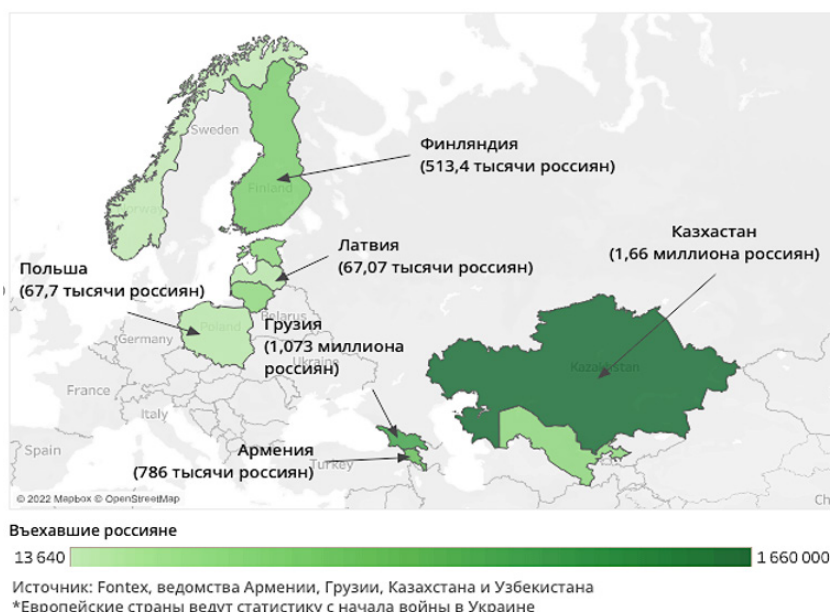 Sweden
Финляндия
(513,4 тысячи россиян)
Norway
Finland
Казхастан
(1,66 миллиона россиян)
Латвия
(67,07 тысячи россиян)
Польша
(67,7 тысячи россиян)
Belarus
Poland
Germany
Грузия
(1,073 миллиона
россиян)
Ukraine
Kazakhstan
France
Italy
Spain
Армения
(786 тысячи россиян)
Turkey
© 2022 Mapbox © OpenStreetMap
Ch
Въехавшие россияне
13 640
1 660 000
Источник: Fontex, ведомства Армении, Грузии, Казахстана и Узбекистана
*Европейские страны ведут статистику с начала войны в Украине